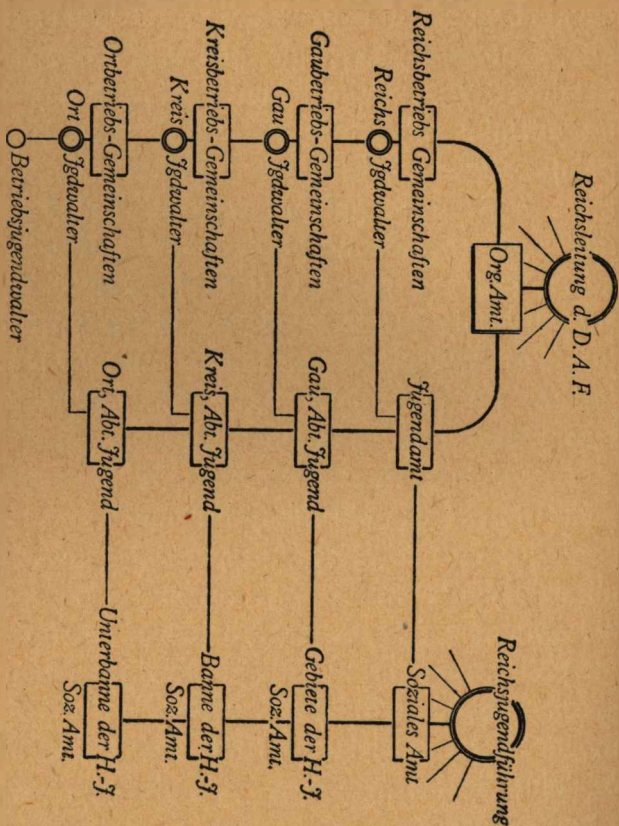 Reichsleitung d. D. A. F.
Reichsjugendführung
Org. Amt.
Reichsbetriebs Gemeinschaften
Reichs Jgdwalter
Jugendamt
Soziales Amt
Gaubetriebs-Gemeinschaften
Gau Jgdwalter
Gau, Abt. Jugend
Gebiete der H.-J.
Soz. Amt.
Kreisbetriebs-Gemeinschaften
Kreis Jgdwalter
Kreis, Abt. Jugend
Banne der H.-J.
Soz. Amt.
Ortbetriebs-Gemeinschaften
Ort Jgdwalter
Ort, Abt. Jugend
Unterbanne der H.-J.
Soz. Amt.
Betriebsjugendwalter